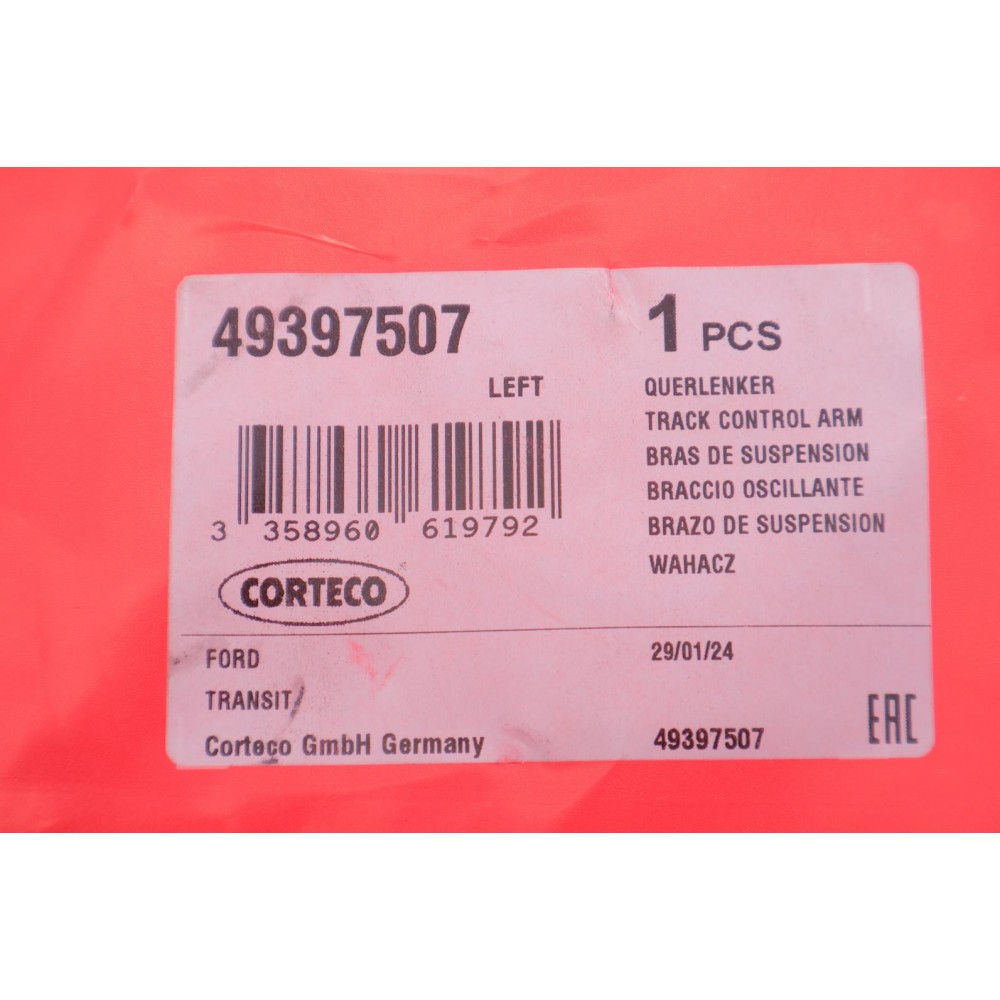 49397507
LEFT
3 358960 619792
CORTECO
1 PCS
QUERLENKER
TRACK CONTROL ARM
BRAS DE SUSPENSION
BRACCIO OSCILLANTE
BRAZO DE SUSPENSION
WAHACZ
FORD
TRANSIT/
Corteco GmbH Germany
29/01/24
49397507
EAC